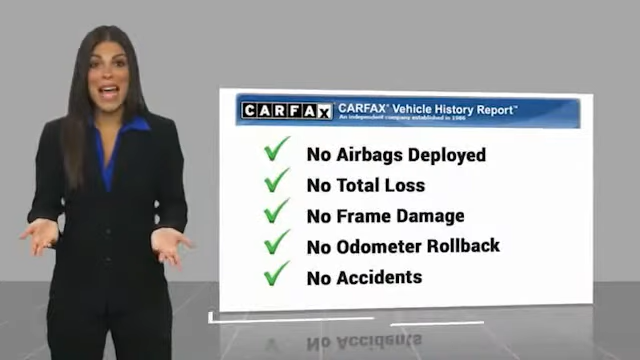 CARFAX CARFAX® Vehicle History Report™
An independent company established in 1986
No Airbags Deployed
No Total Loss
No Frame Damage
No Odometer Rollback
No Accidents